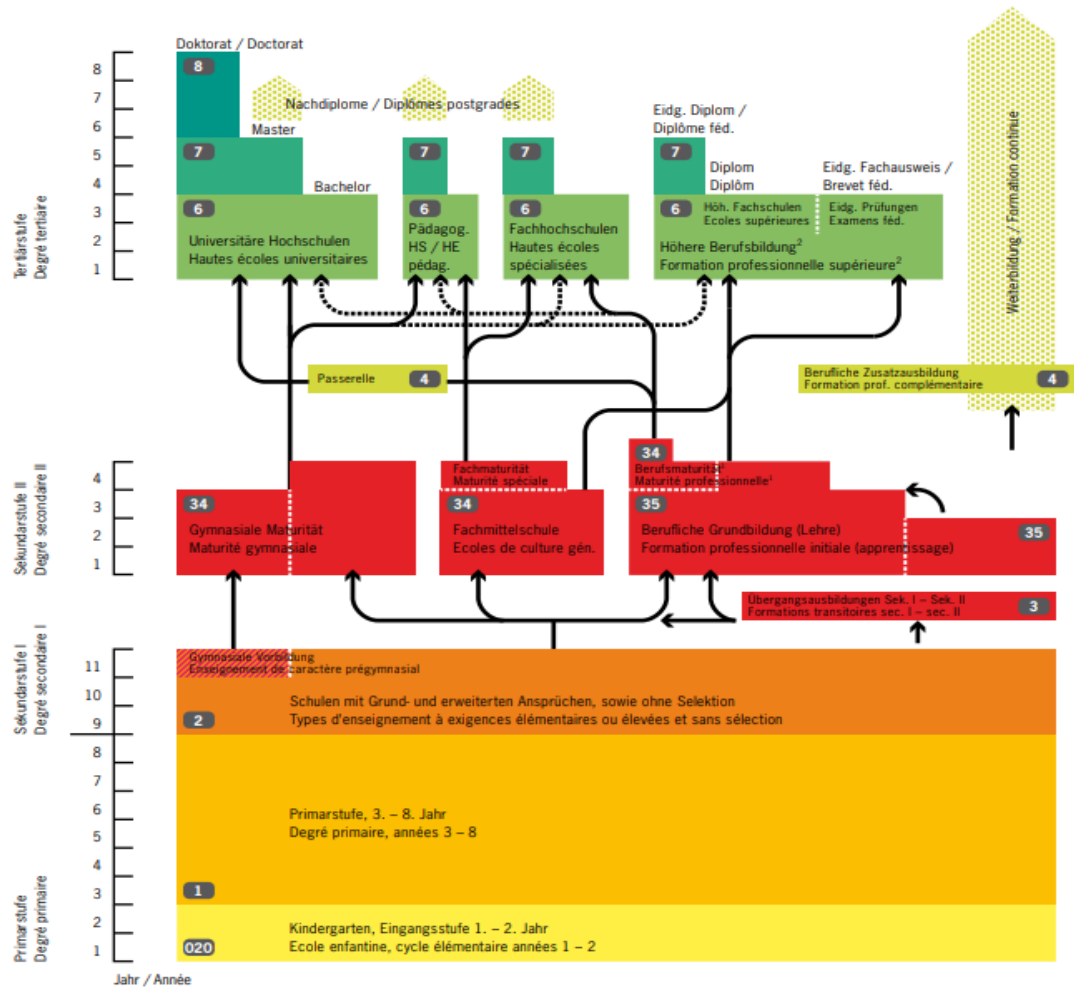 Doktorat / Doctorat
8
Nachdiplome / Diplômes postgrades
Master
Eidg. Diplom /
Diplôme féd.
7
7
7
7
Bachelor
Diplom
Diplôm
Eidg. Fachausweis /
Brevet féd.
6
Universitäre Hochschulen
Hautes écoles universitaires
6
Pädagog.
HS / HE
pédag.
6
Fachhochschulen
Hautes écoles
spécialisées
6
Höh. Fachschulen
Ecoles supérieures
Eidg. Prüfungen
Examens féd.
Höhere Berufsbildung²
Formation professionnelle supérieure²
Weiterbildung / Formation continue
Tertiärstufe
Degré tertiaire
8
7
6
5
4
3
2
1
Passerelle
4
Berufliche Zusatzausbildung
Formation prof. complémentaire
4
Sekundarstufe II
Degré secondaire II
4
3
2
1
34
Gymnasiale Maturität
Maturité gymnasiale
Fachmaturität
Maturité spéciale
34
Fachmittelschule
Ecoles de culture gén.
34
Berufsmaturität¹
Maturité professionnelle¹
35
Berufliche Grundbildung (Lehre)
Formation professionnelle initiale (apprentissage)
35
Übergangsausbildungen Sek. I – Sek. II
Formations transitoires sec. I – sec. II
3
Sekundarstufe I
Degré secondaire I
11
10
9
Gymnasiale Vorbildung
Enseignement de caractère prégymnasial
Schulen mit Grund- und erweiterten Ansprüchen, sowie ohne Selektion
Types d'enseignement à exigences élémentaires ou élevées et sans sélection
2
Primarstufe
Degré primaire
8
7
6
5
4
3
2
1
Primarstufe, 3. – 8. Jahr
Degré primaire, années 3 – 8
1
Kindergarten, Eingangsstufe 1. – 2. Jahr
Ecole enfantine, cycle élémentaire années 1 – 2
020
Jahr / Année